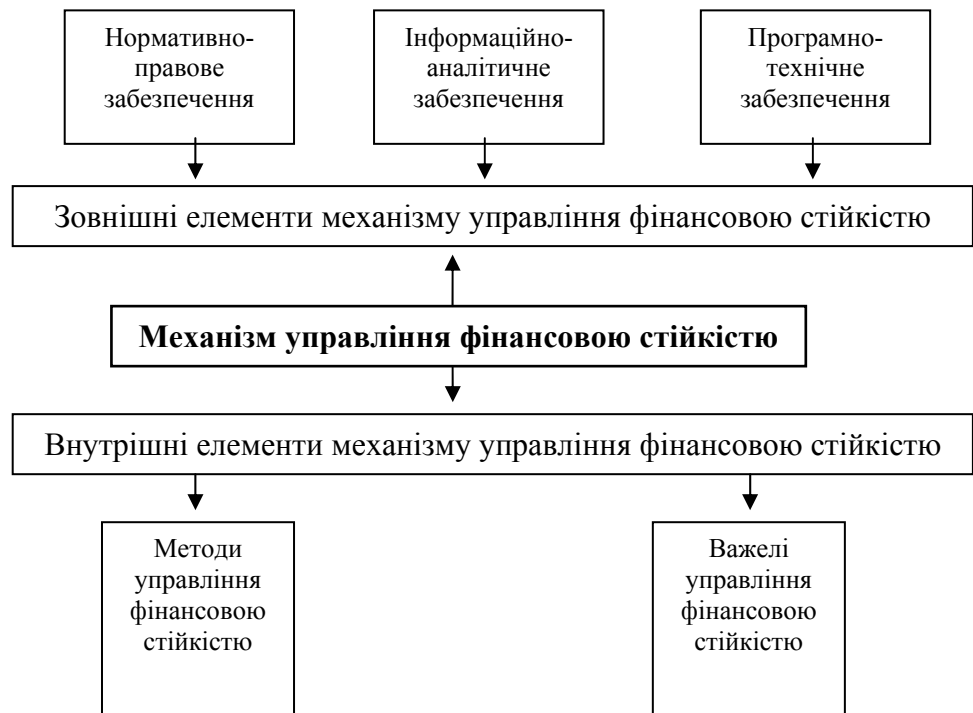 Нормативно-
правове
забезпечення
Інформаційно-
аналітичне
забезпечення
Програмно-
технічне
забезпечення
Зовнішні елементи механізму управління фінансовою стійкістю
Механізм управління фінансовою стійкістю
Внутрішні елементи механізму управління фінансовою стійкістю
Методи
управління
фінансовою
стійкістю
Важелі
управління
фінансовою
стійкістю